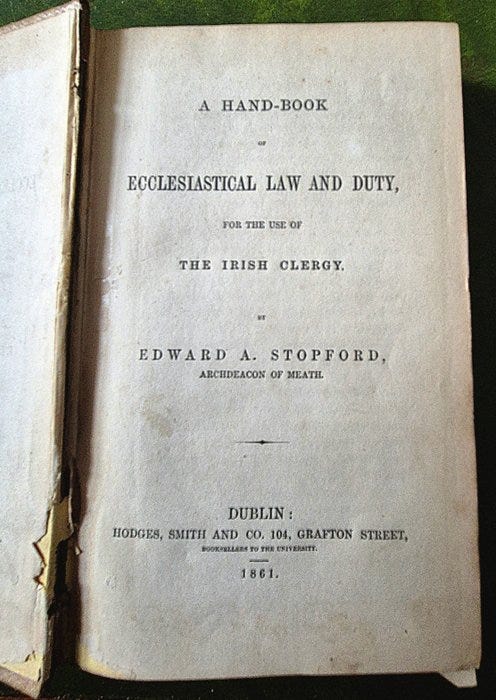 A HAND-BOOK
OF
ECCLESIASTICAL LAW AND DUTY,
FOR THE USE OF
THE IRISH CLERGY.
BY
EDWARD A. STOPFORD,
ARCHDEACON OF MEATH.
DUBLIN:
HODGES, SMITH AND CO. 104, GRAFTON STREET,
BOOKSELLERS TO THE UNIVERSITY.
1861.